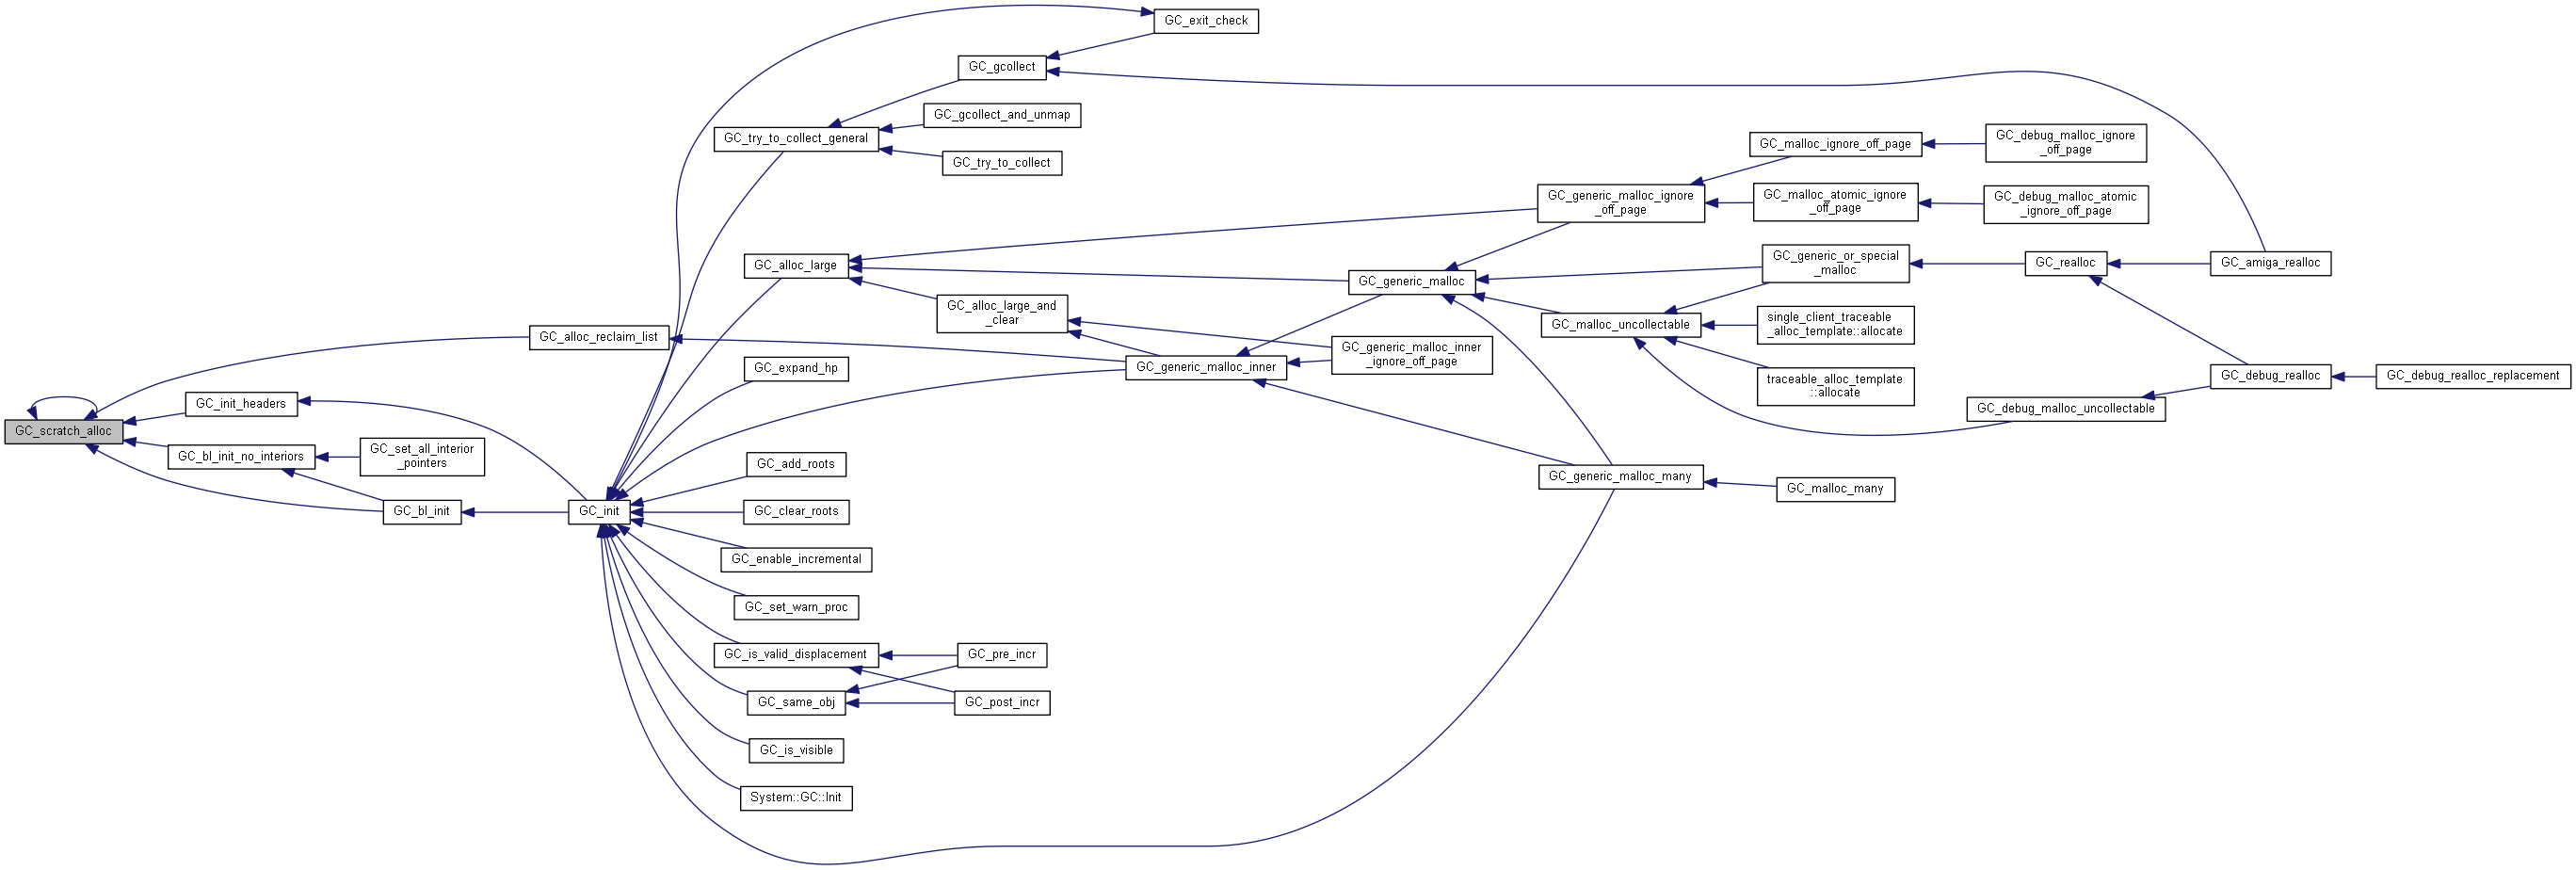 GC_exit_check
GC_gcollect
GC_gcollect_and_unmap
GC_try_to_collect_general
GC_try_to_collect
GC_malloc_ignore_off_page
GC_debug_malloc_ignore
_off_page
GC_generic_malloc_ignore
_off_page
GC_malloc_atomic_ignore
_off_page
GC_debug_malloc_atomic
_ignore_off_page
GC_alloc_large
GC_generic_malloc
GC_generic_or_special
_malloc
GC_realloc
GC_amiga_realloc
GC_alloc_large_and
_clear
GC_malloc_uncollectable
single_client_traceable
_alloc_template::allocate
GC_alloc_reclaim_list
GC_generic_malloc_inner
_ignore_off_page
GC_expand_hp
GC_generic_malloc_inner
traceable_alloc_template
::allocate
GC_debug_realloc
GC_debug_realloc_replacement
GC_init_headers
GC_debug_malloc_uncollectable
GC_scratch_alloc
GC_bl_init_no_interiors
GC_set_all_interior
_pointers
GC_add_roots
GC_generic_malloc_many
GC_malloc_many
GC_bl_init
GC_init
GC_clear_roots
GC_enable_incremental
GC_set_warn_proc
GC_is_valid_displacement
GC_pre_incr
GC_same_obj
GC_post_incr
GC_is_visible
System::GC::Init